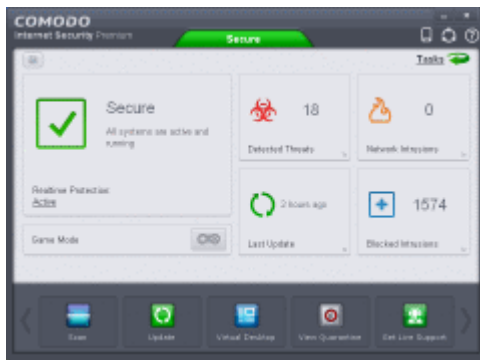 COMODO
Internet Security Premium
Secure
Tasks
Secure
All systems are active and
running
Realtime Protection
Active
Game Mode
18
Detected Threats
0
Network Intrusions
2 hours ago
Last Update
1574
Blocked Intrusions
Scan
Update
Virtual Desktop
View Quarantine
Get Live Support